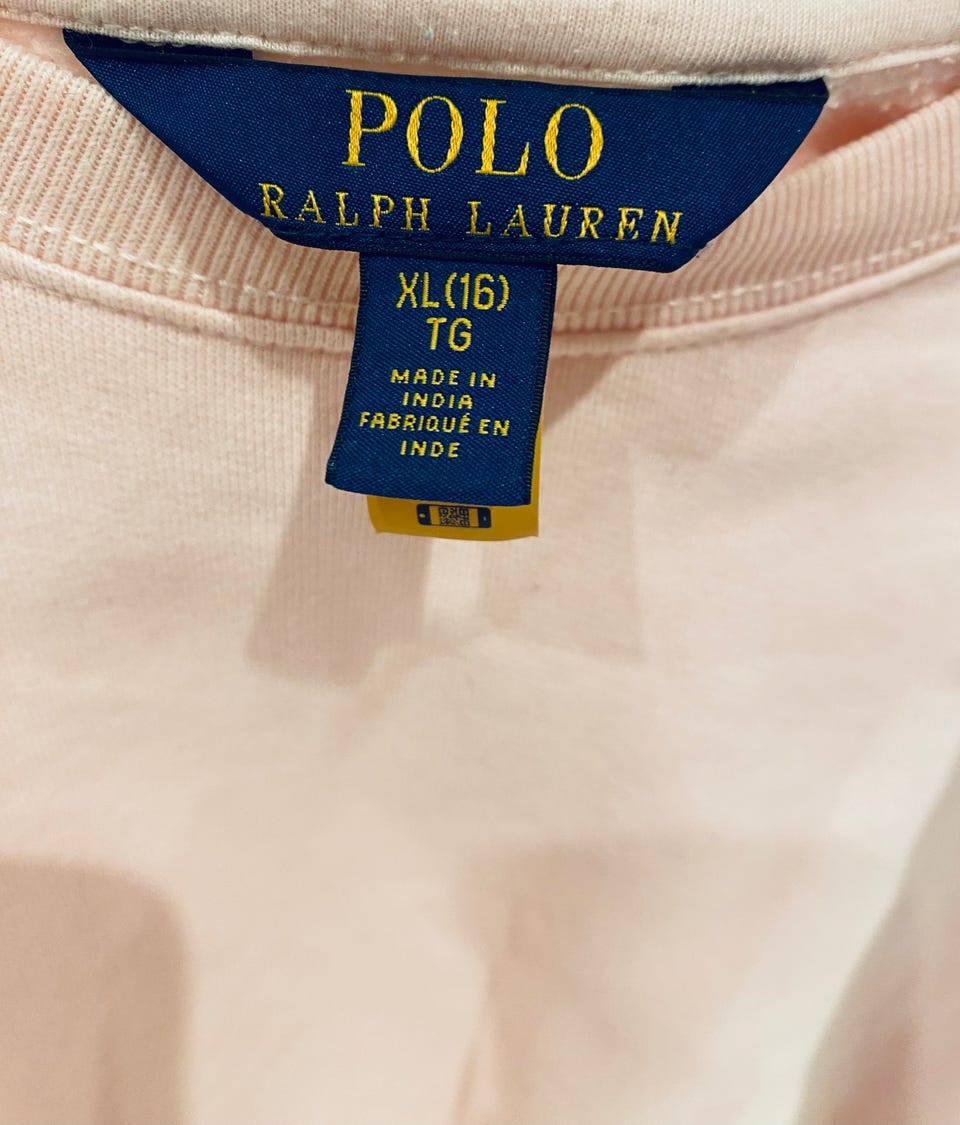 POLO
RALPH LAUREN
XL(16)
TG
MADE IN
INDIA
FABRIQUÉ EN
INDE